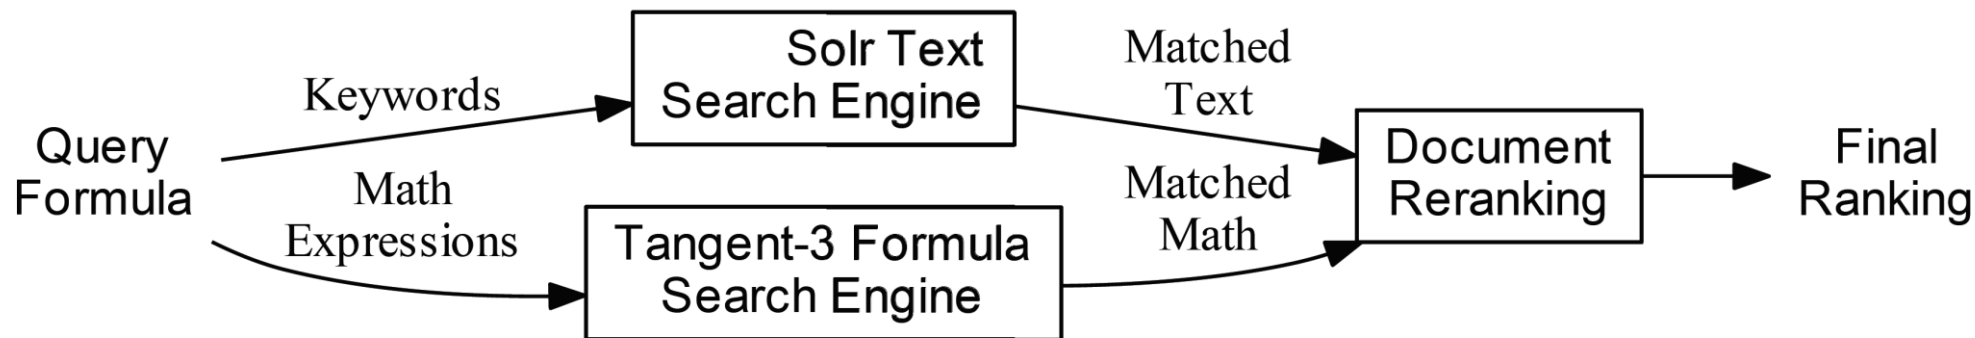 Query
Formula
Keywords
Math
Expressions
Solr Text
Search Engine
Tangent-3 Formula
Search Engine
Matched
Text
Matched
Math
Document
Reranking
Final
Ranking